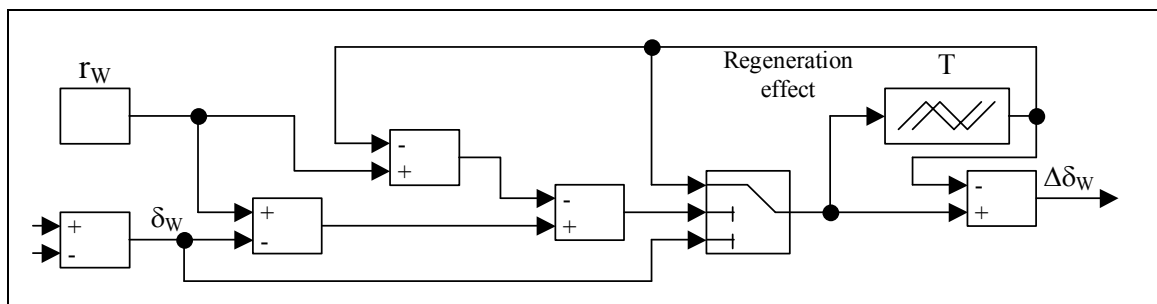 Regeneration
effect
T
r_W
-
+
-
+
-
+
+
-
δ_W
+
-
Δδ_W